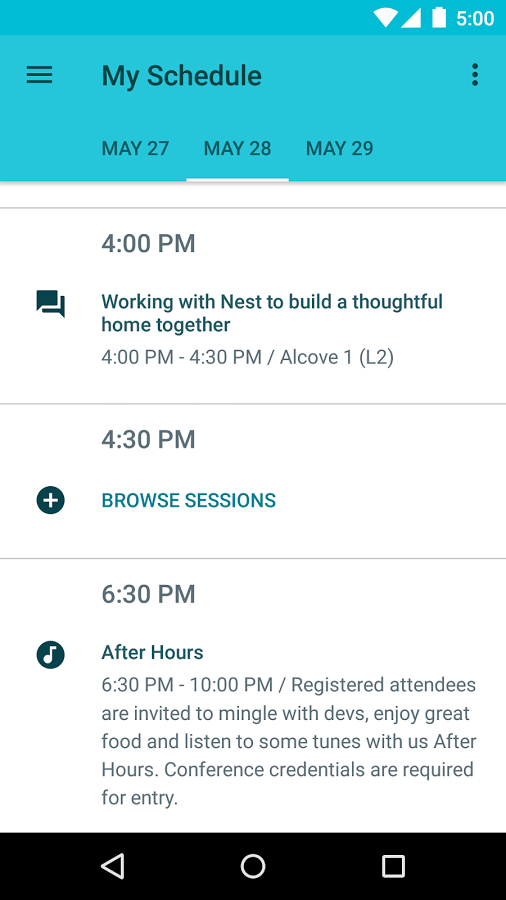 5:00
My Schedule
MAY 27 MAY 28 MAY 29
4:00 PM
Working with Nest to build a thoughtful
home together
4:00 PM - 4:30 PM / Alcove 1 (L2)
4:30 PM
BROWSE SESSIONS
6:30 PM
After Hours
6:30 PM - 10:00 PM / Registered attendees
are invited to mingle with devs, enjoy great
food and listen to some tunes with us After
Hours. Conference credentials are required
for entry.